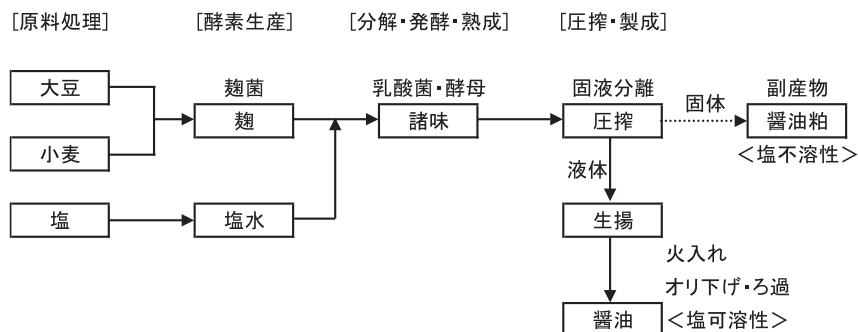 [原料処理] [酵素生産] [分解・発酵・熟成] [圧搾・製成]
大豆 麹菌 乳酸菌・酵母 固液分離 固体 副産物
麹 諸味 圧搾 醤油粕
小麦 <塩不溶性>
液体
塩 塩水 生揚
火入れ
オリ下げ・ろ過
醤油 <塩可溶性>